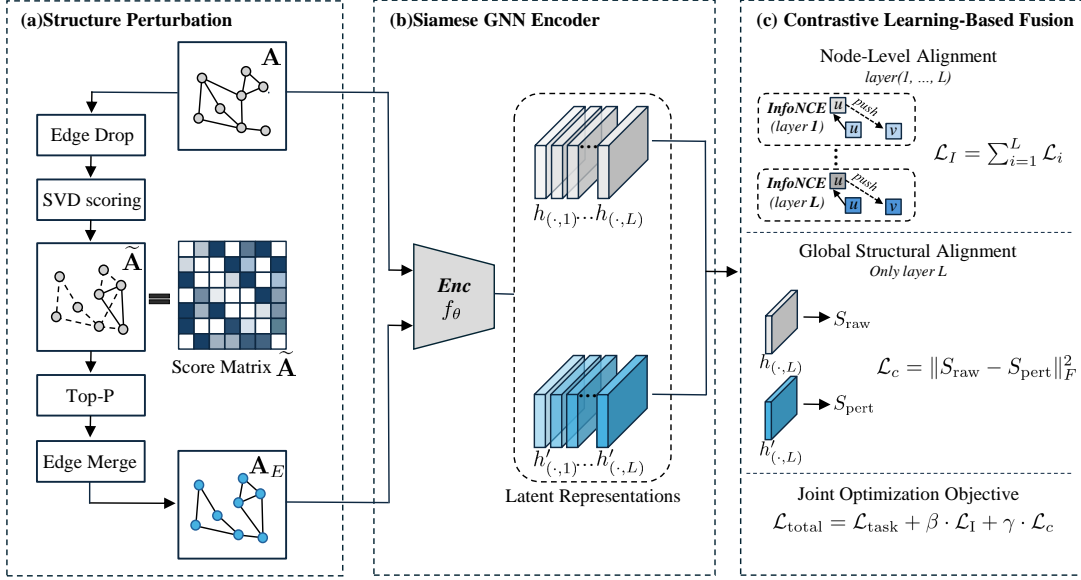 (a)Structure Perturbation
A
Edge Drop
SVD scoring
Ã
Score Matrix Ã
Top-P
Edge Merge
A_E
(b)Siamese GNN Encoder
Enc
f_θ
h_(·,1) ... h_(·,L)
h'_(·,1) ... h'_(·,L)
Latent Representations
(c) Contrastive Learning-Based Fusion
Node-Level Alignment
layer(1, ..., L)
InfoNCE
(layer 1)
u push
u v
InfoNCE
(layer L)
u push
u v
L_I = ∑_{i=1}^{L} L_i
Global Structural Alignment
Only layer L
S_raw
h_(·,L)
L_c = ∥S_raw − S_pert∥_F^2
S_pert
h'_(·,L)
Joint Optimization Objective
L_total = L_task + β · L_I + γ · L_c